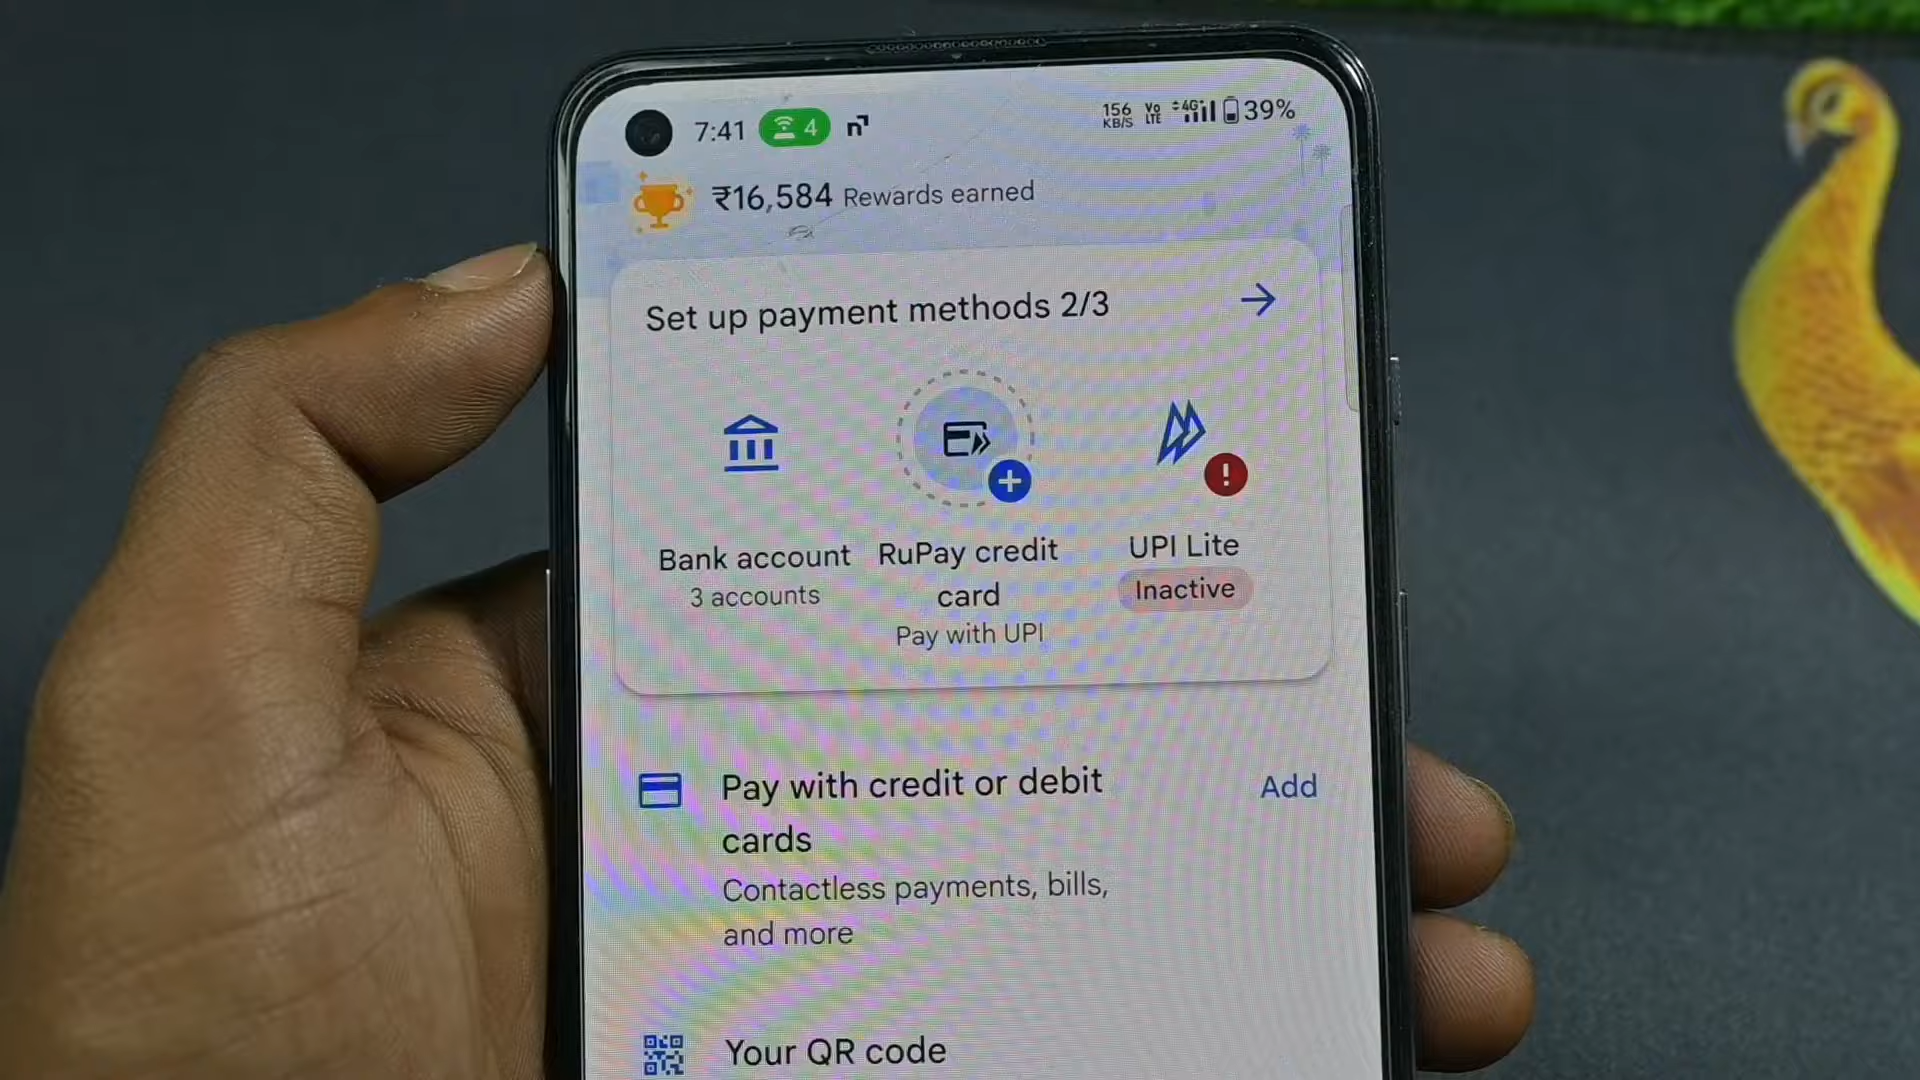 7:41 4 156 KB/S Vo LTE 4G 39%
₹16,584 Rewards earned
Set up payment methods 2/3
Bank account RuPay credit card UPI Lite
3 accounts Pay with UPI Inactive
Pay with credit or debit Add
cards
Contactless payments, bills,
and more
Your QR code